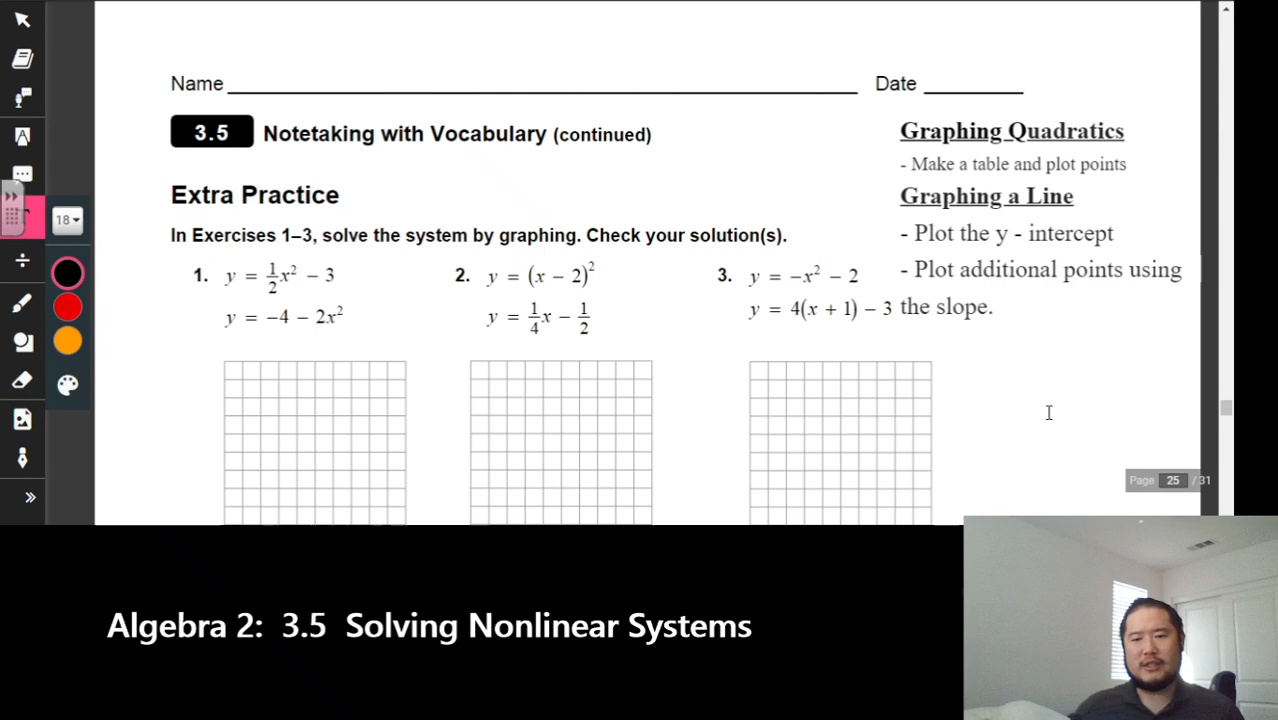 18
Name Date
3.5 Notetaking with Vocabulary (continued)
Graphing Quadratics
- Make a table and plot points
Extra Practice
Graphing a Line
In Exercises 1–3, solve the system by graphing. Check your solution(s).
- Plot the y - intercept
- Plot additional points using
the slope.
1. y = 1/2 x² − 3
y = −4 − 2x²
2. y = (x − 2)²
y = 1/4 x − 1/2
3. y = −x² − 2
y = 4(x + 1) − 3
Page 25 / 31
Algebra 2: 3.5 Solving Nonlinear Systems